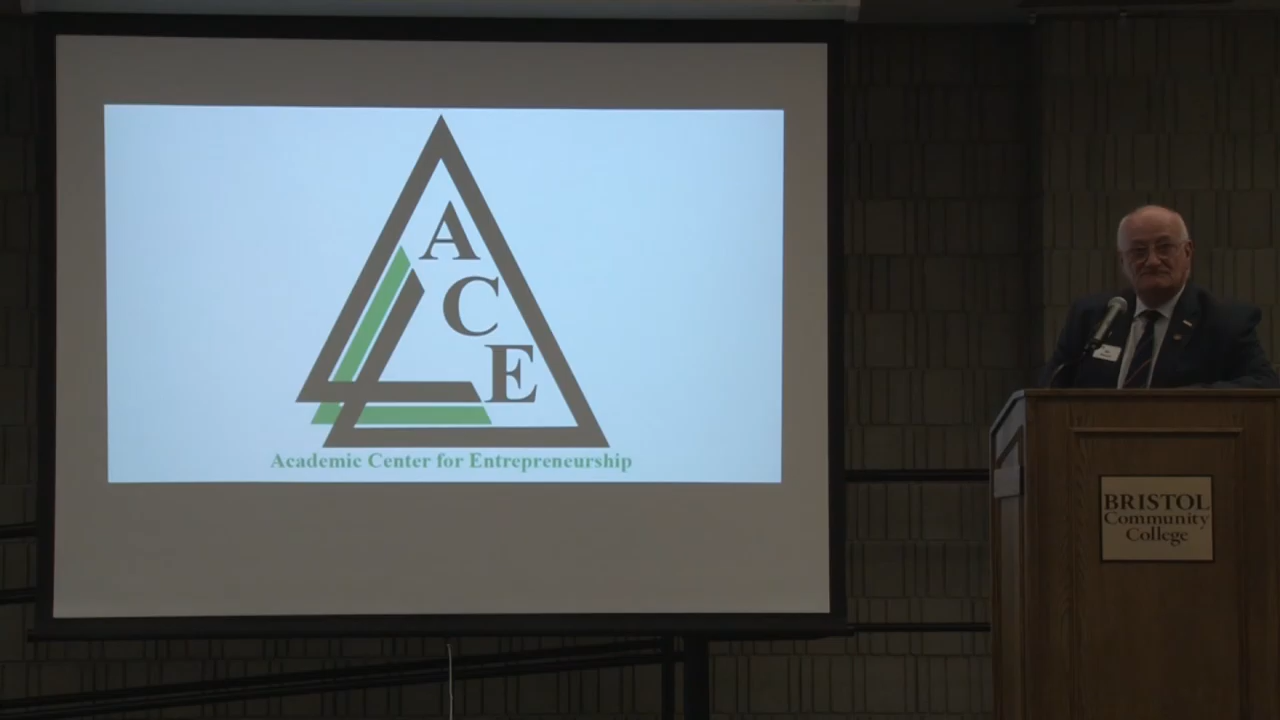 A
C
E
Academic Center for Entrepreneurship
BRISTOL
Community
College